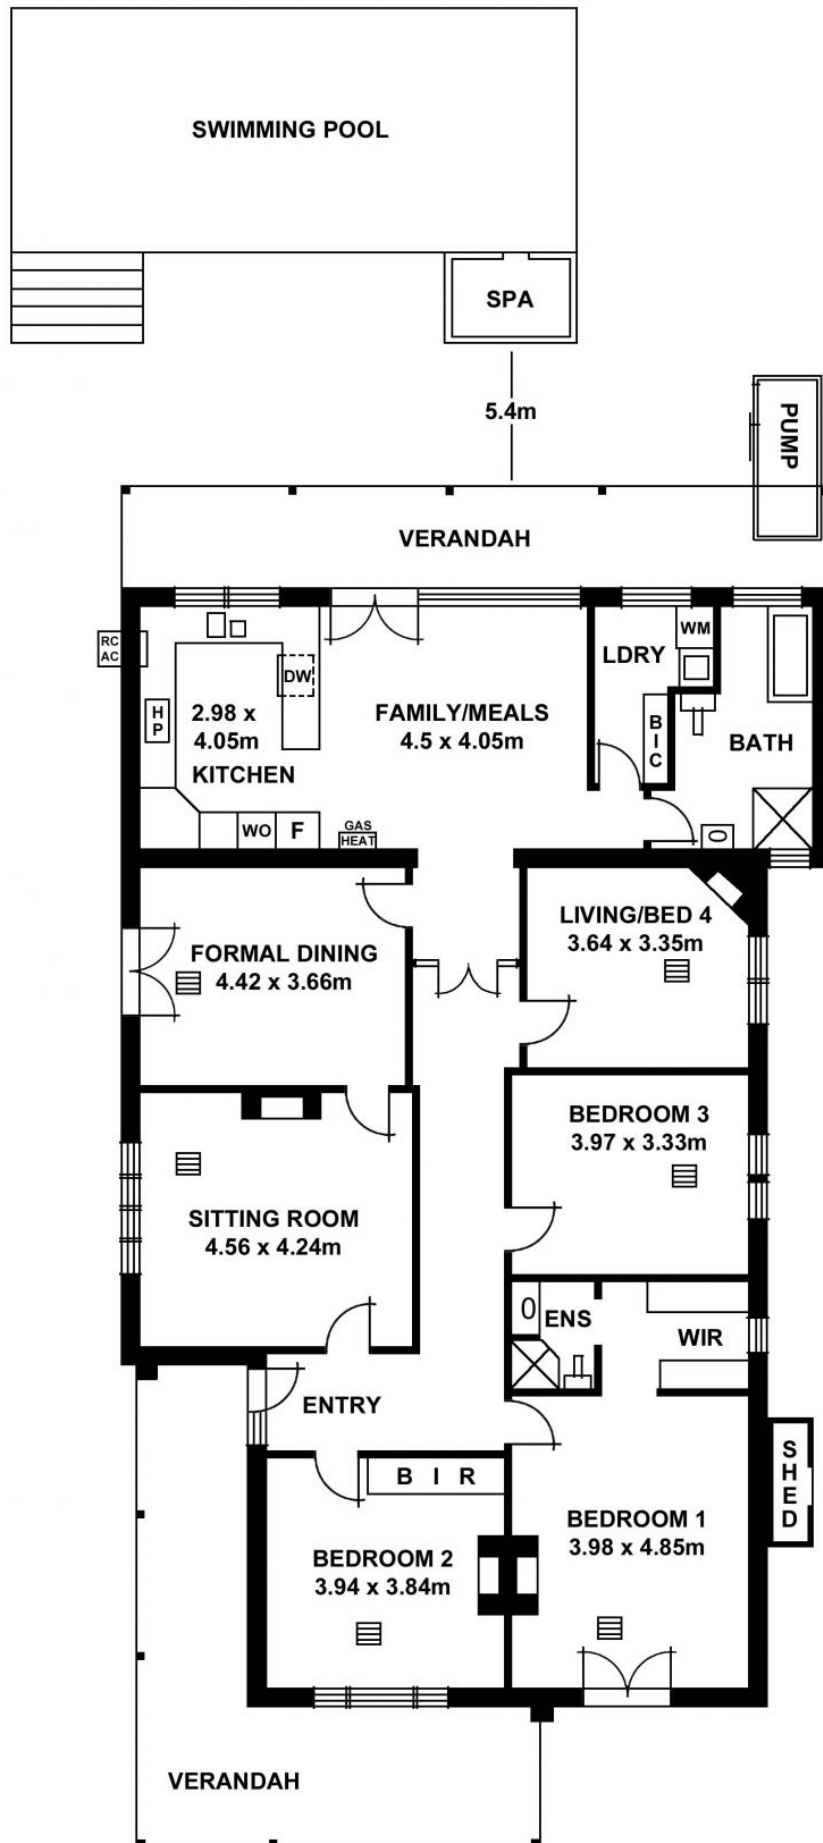 SWIMMING POOL
SPA
5.4m
PUMP
VERANDAH
RC
AC
HP
2.98 x
4.05m
KITCHEN
DW
WO
F
GAS
HEAT
FAMILY/MEALS
4.5 x 4.05m
LDRY
WM
BIC
BATH
FORMAL DINING
4.42 x 3.66m
LIVING/BED 4
3.64 x 3.35m
BEDROOM 3
3.97 x 3.33m
SITTING ROOM
4.56 x 4.24m
ENS
WIR
ENTRY
B I R
BEDROOM 2
3.94 x 3.84m
BEDROOM 1
3.98 x 4.85m
SHED
VERANDAH